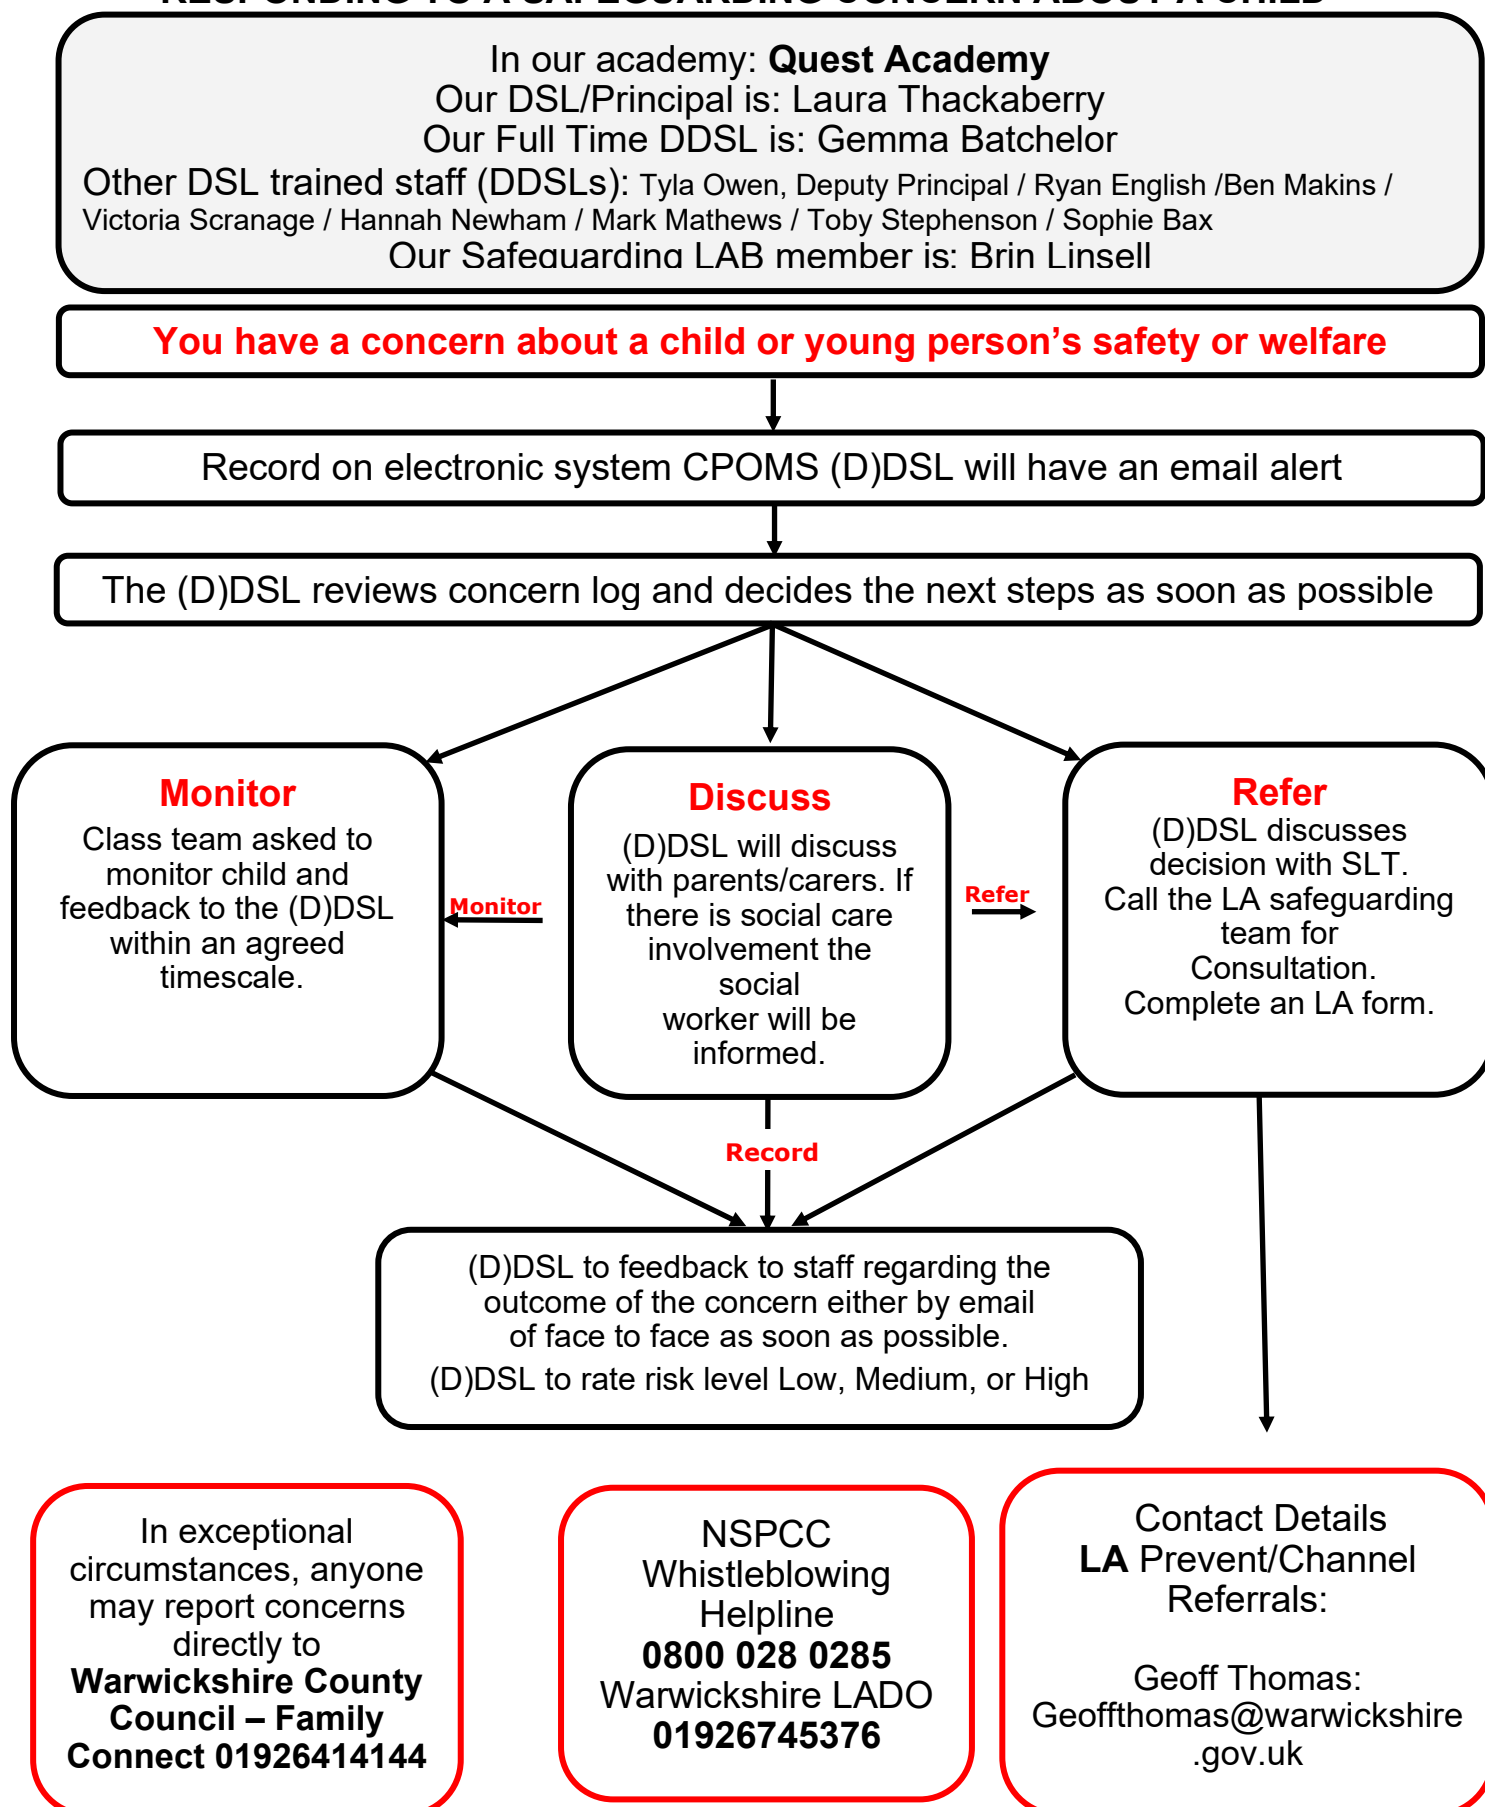 RESPONDING TO A SAFEGUARDING CONCERN ABOUT A CHILD
In our academy: Quest Academy
Our DSL/Principal is: Laura Thackaberry
Our Full Time DDSL is: Gemma Batchelor
Other DSL trained staff (DDSLs): Tyla Owen, Deputy Principal / Ryan English /Ben Makins /
Victoria Scranage / Hannah Newham / Mark Mathews / Toby Stephenson / Sophie Bax
Our Safeguarding LAB member is: Brin Linsell
You have a concern about a child or young person’s safety or welfare
Record on electronic system CPOMS (D)DSL will have an email alert
The (D)DSL reviews concern log and decides the next steps as soon as possible
Monitor
Class team asked to
monitor child and
feedback to the (D)DSL
within an agreed
timescale.
Monitor
Discuss
(D)DSL will discuss
with parents/carers. If
there is social care
involvement the
social
worker will be
informed.
Refer
Refer
(D)DSL discusses
decision with SLT.
Call the LA safeguarding
team for
Consultation.
Complete an LA form.
Record
(D)DSL to feedback to staff regarding the
outcome of the concern either by email
of face to face as soon as possible.
(D)DSL to rate risk level Low, Medium, or High
In exceptional
circumstances, anyone
may report concerns
directly to
Warwickshire County
Council – Family
Connect 01926414144
NSPCC
Whistleblowing
Helpline
0800 028 0285
Warwickshire LADO
01926745376
Contact Details
LA Prevent/Channel
Referrals:
Geoff Thomas:
Geoffthomas@warwickshire
.gov.uk